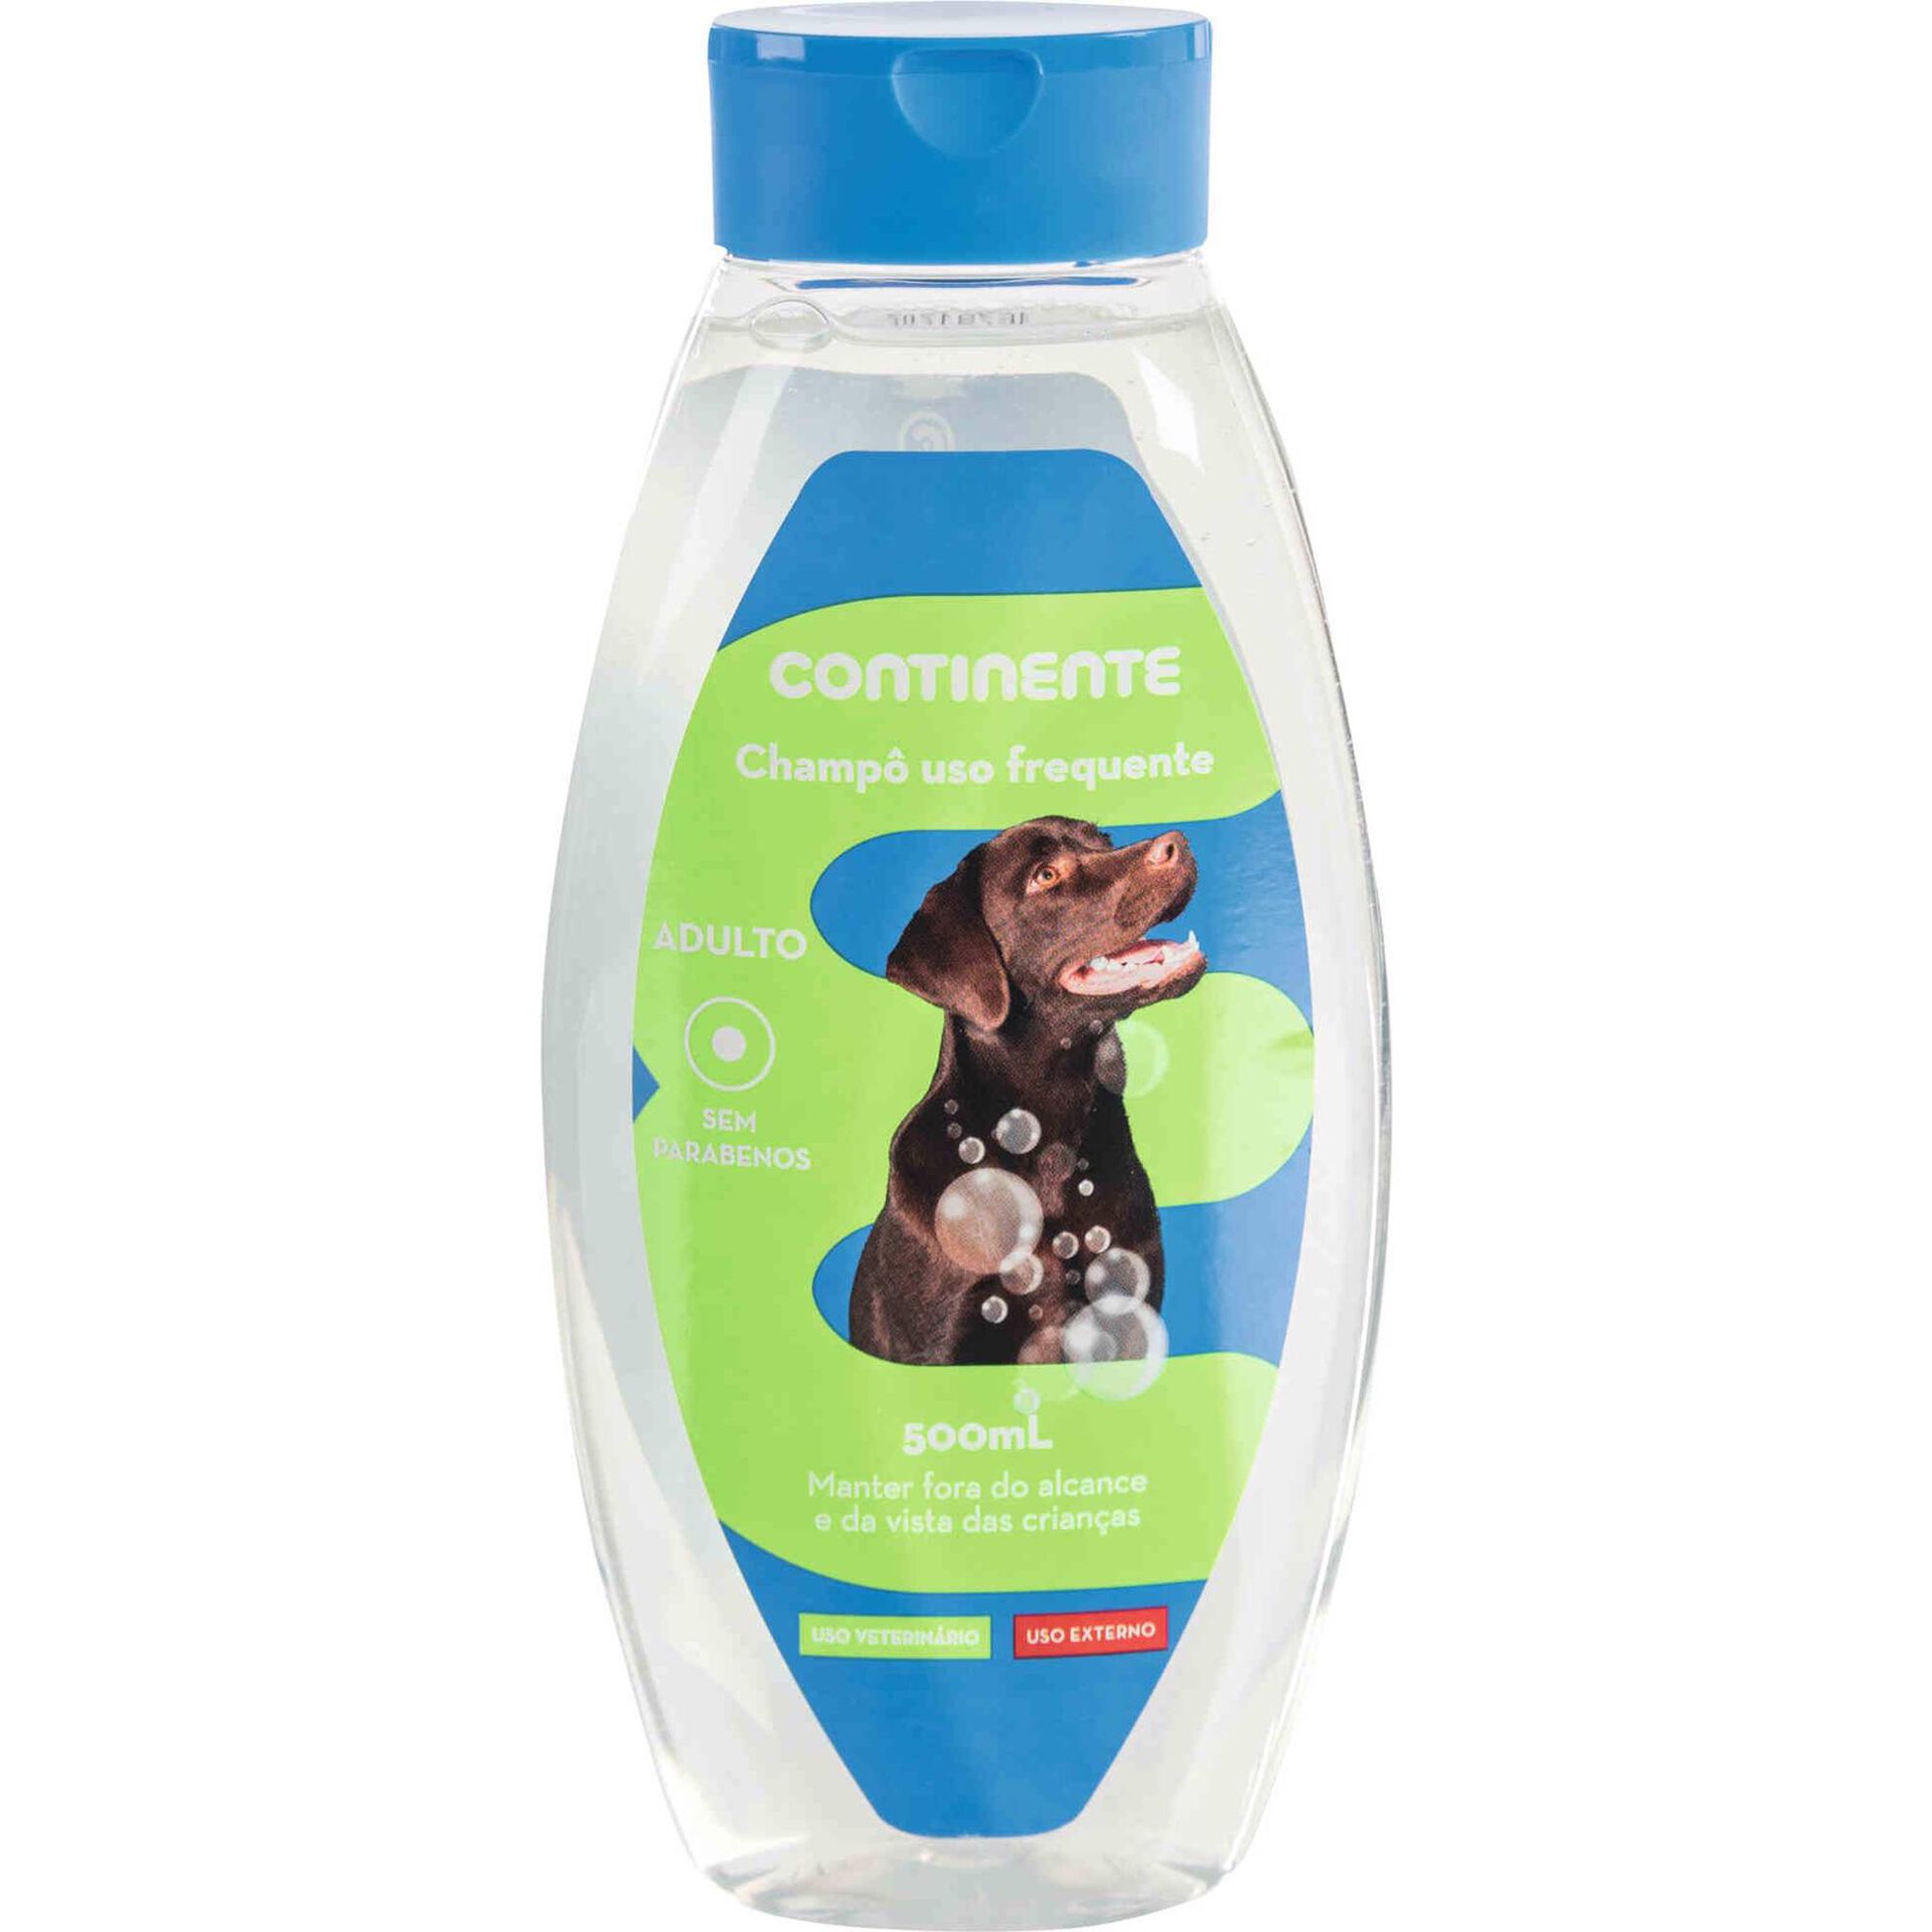 CONTINENTE
Champô uso frequente
ADULTO
SEM
PARABENOS
500mL
Manter fora do alcance
e da vista das crianças
USO VETERINÁRIO
USO EXTERNO